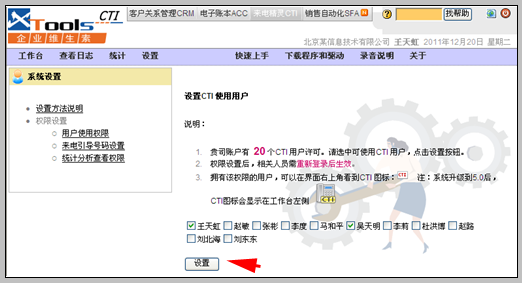 XTools CTI 客户关系管理CRM 电子账本ACC 来电精灵CTI 销售自动化SFA 找帮助
企业维生素
北京某信息技术有限公司 王天虹 2011年12月20日 星期二
工作台 查看日志 统计 设置 快速上手 下载程序和驱动 录音说明 关于
系统设置
设置方法说明
权限设置
用户使用权限
来电引导号码设置
统计分析查看权限
设置CTI使用用户
说明：
1. 贵司账户有 20 个CTI用户许可。请选中可使用CTI用户，点击设置按钮。
2. 权限设置后，相关人员需重新登录后生效。
3. 拥有该权限的用户，可以在界面右上角看到CTI图标： 注：系统升级到5.0后，
CTI图标会显示在工作台左侧 CTI
王天虹 赵敏 张彬 李度 马和平 吴天明 李莉 杜洪博 赵路
刘北海 刘东东
设置